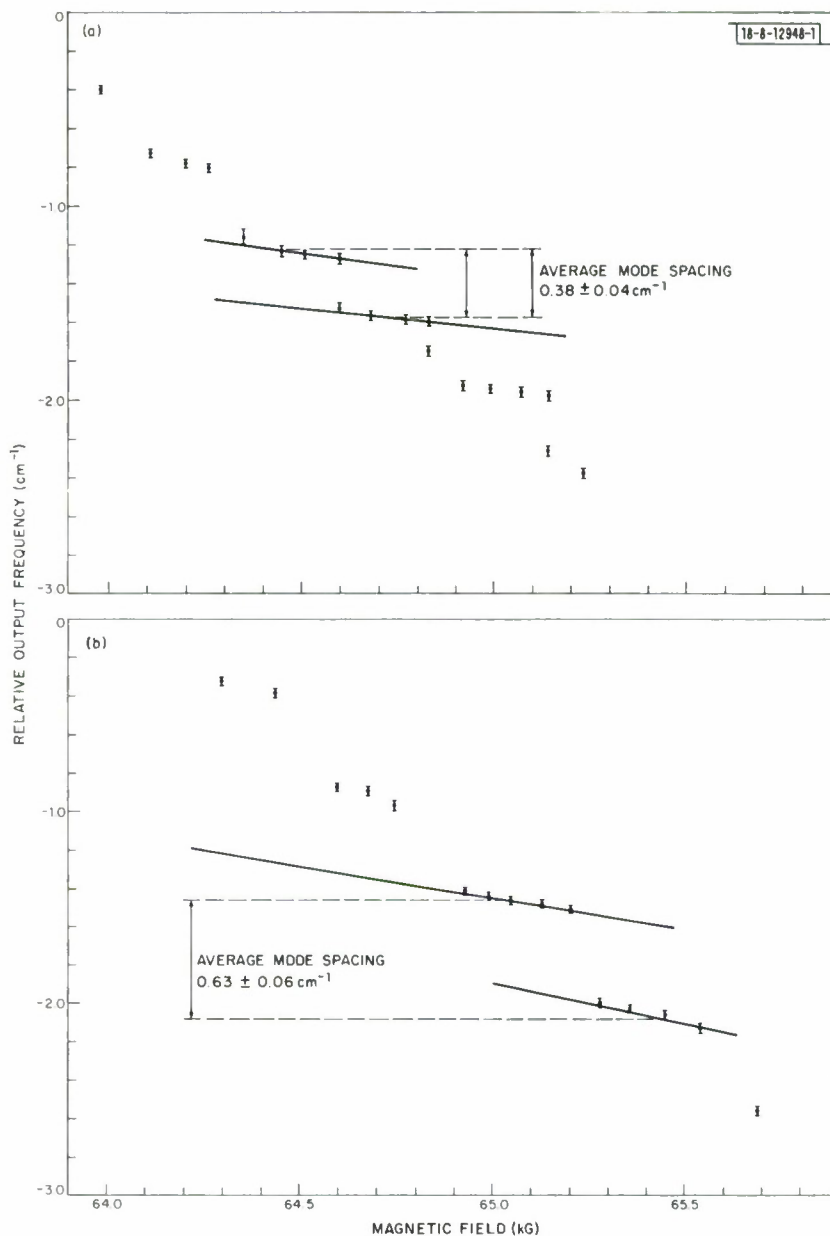 (a)
18-8-12948-1
0
-1.0
-2.0
-3.0
AVERAGE MODE SPACING
0.38 ± 0.04 cm⁻¹
RELATIVE OUTPUT FREQUENCY (cm⁻¹)
(b)
0
-1.0
-2.0
-3.0
AVERAGE MODE SPACING
0.63 ± 0.06 cm⁻¹
64.0 64.5 65.0 65.5
MAGNETIC FIELD (kG)